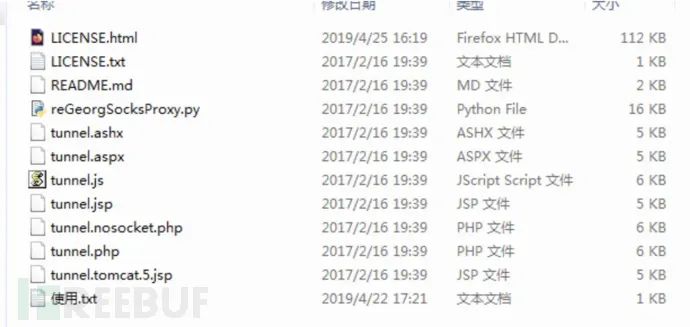 名称 修改日期 类型 大小
LICENSE.html 2019/4/25 16:19 Firefox HTML D... 112 KB
LICENSE.txt 2017/2/16 19:39 文本文档 1 KB
README.md 2017/2/16 19:39 MD 文件 2 KB
reGeorgSocksProxy.py 2017/2/16 19:39 Python File 16 KB
tunnel.ashx 2017/2/16 19:39 ASHX 文件 5 KB
tunnel.aspx 2017/2/16 19:39 ASPX 文件 5 KB
tunnel.js 2017/2/16 19:39 JScript Script 文件 6 KB
tunnel.jsp 2017/2/16 19:39 JSP 文件 5 KB
tunnel.nosocket.php 2017/2/16 19:39 PHP 文件 6 KB
tunnel.php 2017/2/16 19:39 PHP 文件 6 KB
tunnel.tomcat.5.jsp 2017/2/16 19:39 JSP 文件 5 KB
使用.txt 2019/4/22 17:21 文本文档 1 KB
REEBUF